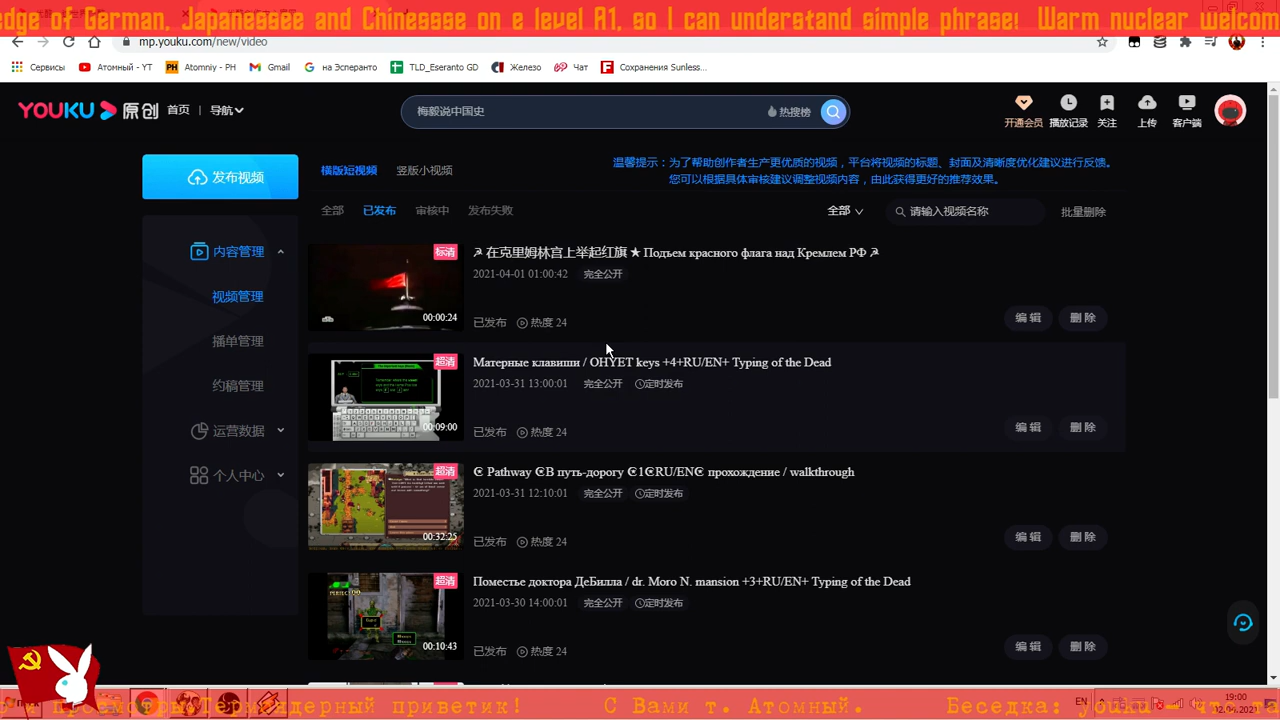 edge of German, Japanessee and Chinessse on e level A1, so I can understand simple phrase! Warm nuclear welcom
mp.youku.com/new/video
Сервисы
Атомный - YT
Atomniy - PH
Gmail
на Эсперанто
TLD_Eseranto GD
Железо
Чат
Сохранения Sunless...
YOUKU 原创 首页 | 导航
梅毅说中国史
热搜榜
开通会员
播放记录
关注
上传
客户端
发布视频
横版短视频 竖版小视频
温馨提示：为了帮助创作者生产更优质的视频，平台将视频的标题、封面及清晰度优化建议进行反馈。
您可以根据具体审核建议调整视频内容，由此获得更好的推荐效果。
全部 已发布 审核中 发布失败
全部
请输入视频名称
批量删除
内容管理
视频管理
播单管理
约稿管理
运营数据
个人中心
标清
00:00:24
☭ 在克里姆林宫上举起红旗 ★ Подъем красного флага над Кремлем РФ ☭
2021-04-01 01:00:42 完全公开
已发布 热度 24
编辑 删除
超清
00:09:00
Матерные клавиши / OHYET keys +4+RU/EN+ Typing of the Dead
2021-03-31 13:00:01 完全公开 定时发布
已发布 热度 24
编辑 删除
超清
00:32:25
☪ Pathway ☪В путь-дорогу ☪1☪RU/EN☪ прохождение / walkthrough
2021-03-31 12:10:01 完全公开 定时发布
已发布 热度 24
编辑 删除
超清
00:10:43
Поместье доктора ДеБилла / dr. Moro N. mansion +3+RU/EN+ Typing of the Dead
2021-03-30 14:00:01 完全公开 定时发布
已发布 热度 24
编辑 删除
EN
19:00
приветик! С Вами т. Атомный. Беседка: youku